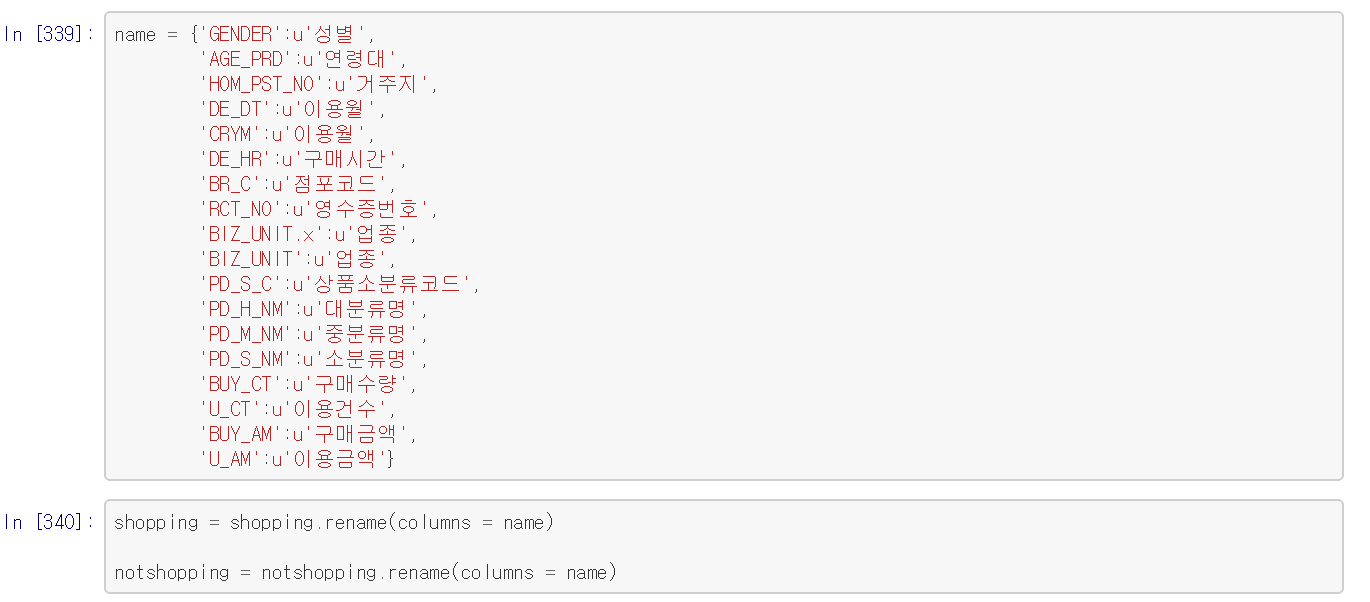 In [339]: name = {'GENDER':u'성별',
'AGE_PRD':u'연령대',
'HOM_PST_NO':u'거주지',
'DE_DT':u'이용월',
'CRYM':u'이용월',
'DE_HR':u'구매시간',
'BR_C':u'점포코드',
'RCT_NO':u'영수증번호',
'BIZ_UNIT.x':u'업종',
'BIZ_UNIT':u'업종',
'PD_S_C':u'상품소분류코드',
'PD_H_NM':u'대분류명',
'PD_M_NM':u'중분류명',
'PD_S_NM':u'소분류명',
'BUY_CT':u'구매수량',
'U_CT':u'이용건수',
'BUY_AM':u'구매금액',
'U_AM':u'이용금액'}
In [340]: shopping = shopping.rename(columns = name)
notshopping = notshopping.rename(columns = name)